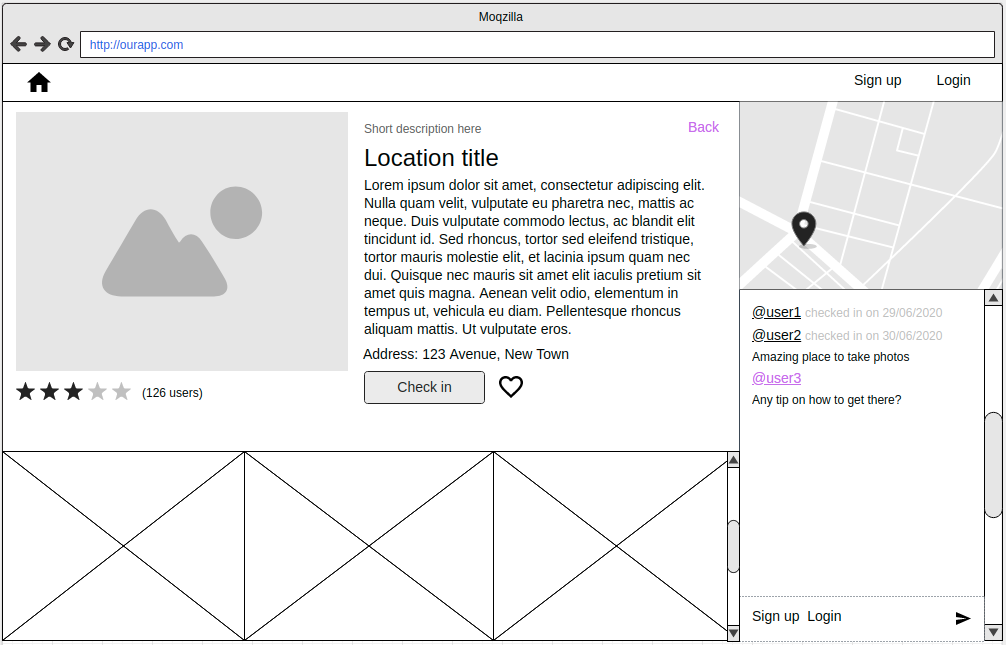 Moqzilla
http://ourapp.com
Sign up Login
Short description here
Back
Location title
Lorem ipsum dolor sit amet, consectetur adipiscing elit.
Nulla quam velit, vulputate eu pharetra nec, mattis ac
neque. Duis vulputate commodo lectus, ac blandit elit
tincidunt id. Sed rhoncus, tortor sed eleifend tristique,
tortor mauris molestie elit, et lacinia ipsum quam nec
dui. Quisque nec mauris sit amet elit iaculis pretium sit
amet quis magna. Aenean velit odio, elementum in
tempus ut, vehicula eu diam. Pellentesque rhoncus
aliquam mattis. Ut vulputate eros.
Address: 123 Avenue, New Town
Check in
(126 users)
@user1 checked in on 29/06/2020
@user2 checked in on 30/06/2020
Amazing place to take photos
@user3
Any tip on how to get there?
Sign up Login